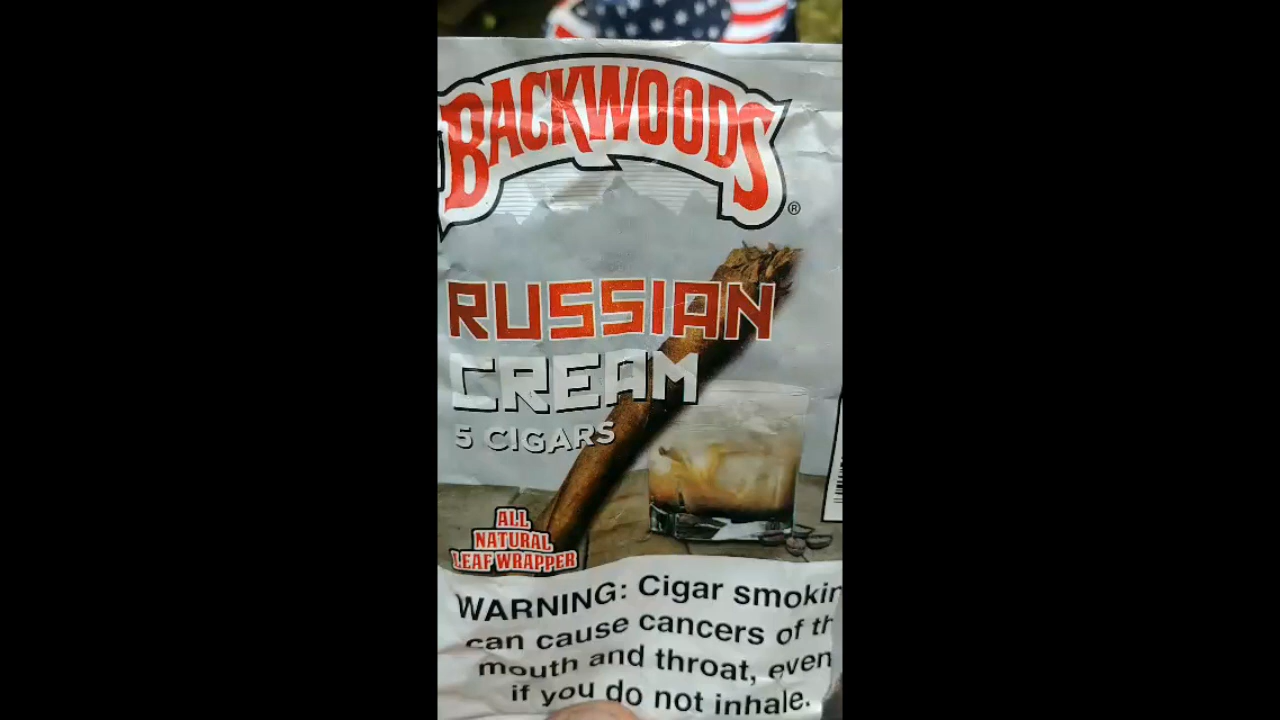 BACKWOODS®
RUSSIAN
CREAM
5 CIGARS
ALL
NATURAL
LEAF WRAPPER
WARNING: Cigar smokin
can cause cancers of th
mouth and throat, even
if you do not inhale.